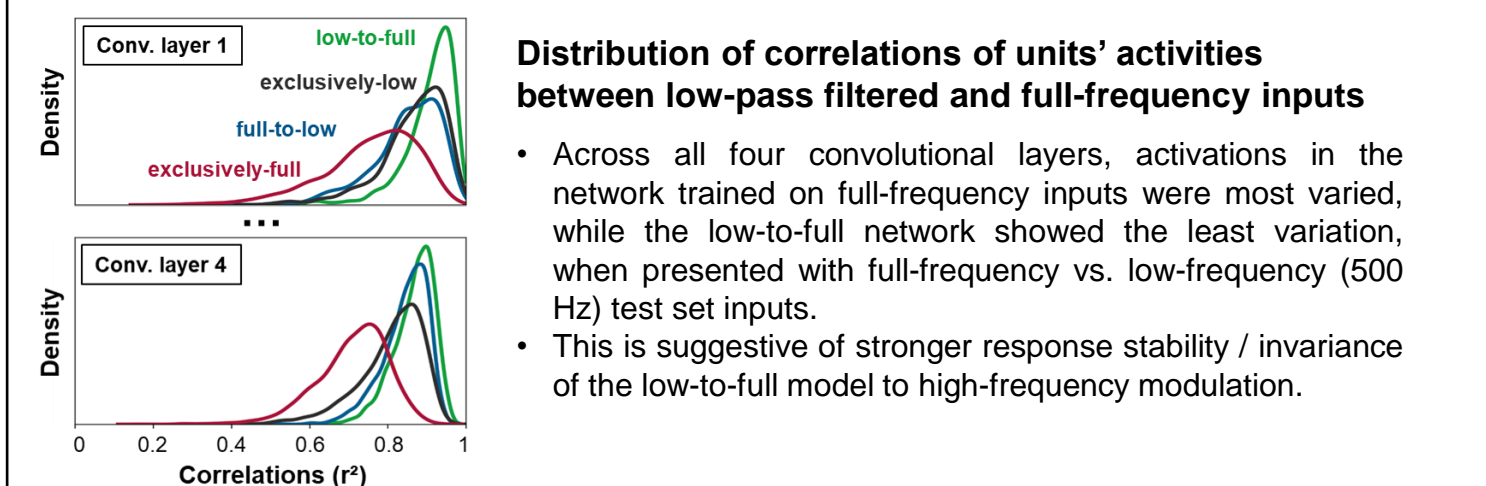 Conv. layer 1
low-to-full
exclusively-low
full-to-low
exclusively-full
Density
...
Conv. layer 4
Density
0 0.2 0.4 0.6 0.8 1
Correlations (r²)
Distribution of correlations of units’ activities
between low-pass filtered and full-frequency inputs
• Across all four convolutional layers, activations in the
network trained on full-frequency inputs were most varied,
while the low-to-full network showed the least variation,
when presented with full-frequency vs. low-frequency (500
Hz) test set inputs.
• This is suggestive of stronger response stability / invariance
of the low-to-full model to high-frequency modulation.